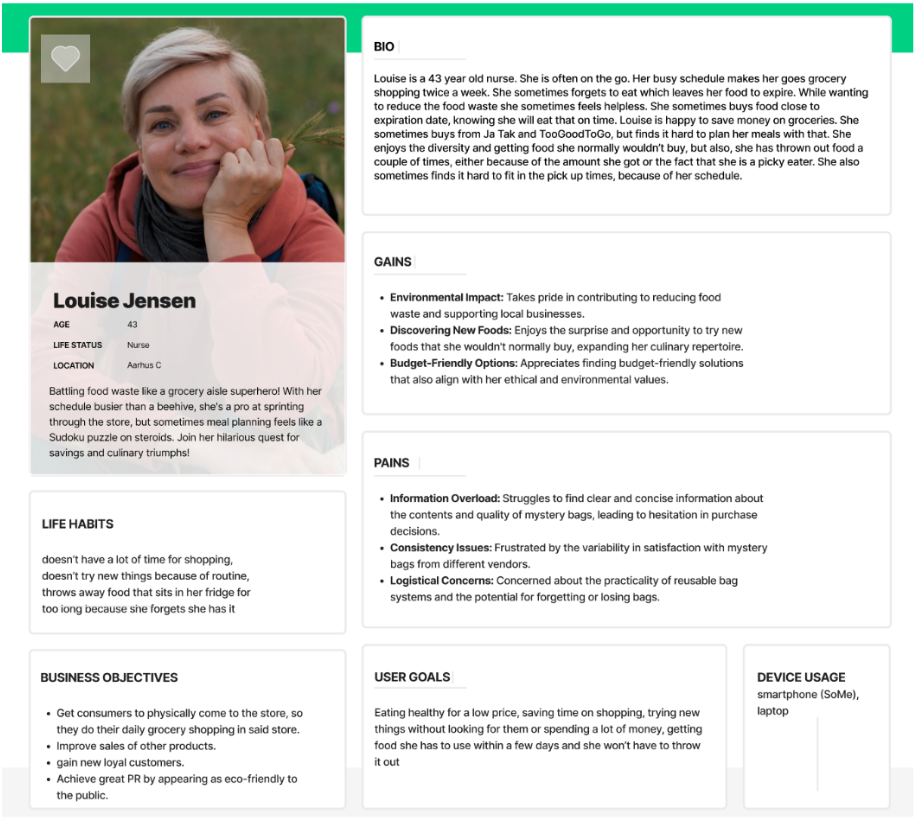 Louise Jensen
AGE 43
LIFE STATUS Nurse
LOCATION Aarhus C
Battling food waste like a grocery aisle superhero! With her
schedule busier than a beehive, she's a pro at sprinting
through the store, but sometimes meal planning feels like a
Sudoku puzzle on steroids. Join her hilarious quest for
savings and culinary triumphs!
LIFE HABITS
doesn't have a lot of time for shopping,
doesn't try new things because of routine,
throws away food that sits in her fridge for
too long because she forgets she has it
BUSINESS OBJECTIVES
• Get consumers to physically come to the store, so
they do their daily grocery shopping in said store.
• Improve sales of other products.
• gain new loyal customers.
• Achieve great PR by appearing as eco-friendly to
the public.
BIO
Louise is a 43 year old nurse. She is often on the go. Her busy schedule makes her goes grocery
shopping twice a week. She sometimes forgets to eat which leaves her food to expire. While wanting
to reduce the food waste she sometimes feels helpless. She sometimes buys food close to
expiration date, knowing she will eat that on time. Louise is happy to save money on groceries. She
sometimes buys from Ja Tak and TooGoodToGo, but finds it hard to plan her meals with that. She
enjoys the diversity and getting food she normally wouldn't buy, but also, she has thrown out food a
couple of times, either because of the amount she got or the fact that she is a picky eater. She also
sometimes finds it hard to fit in the pick up times, because of her schedule.
GAINS
• Environmental Impact: Takes pride in contributing to reducing food
waste and supporting local businesses.
• Discovering New Foods: Enjoys the surprise and opportunity to try new
foods that she wouldn't normally buy, expanding her culinary repertoire.
• Budget-Friendly Options: Appreciates finding budget-friendly solutions
that also align with her ethical and environmental values.
PAINS
• Information Overload: Struggles to find clear and concise information about
the contents and quality of mystery bags, leading to hesitation in purchase
decisions.
• Consistency Issues: Frustrated by the variability in satisfaction with mystery
bags from different vendors.
• Logistical Concerns: Concerned about the practicality of reusable bag
systems and the potential for forgetting or losing bags.
USER GOALS
Eating healthy for a low price, saving time on shopping, trying new
things without looking for them or spending a lot of money, getting
food she has to use within a few days and she won't have to throw
it out
DEVICE USAGE
smartphone (SoMe),
laptop